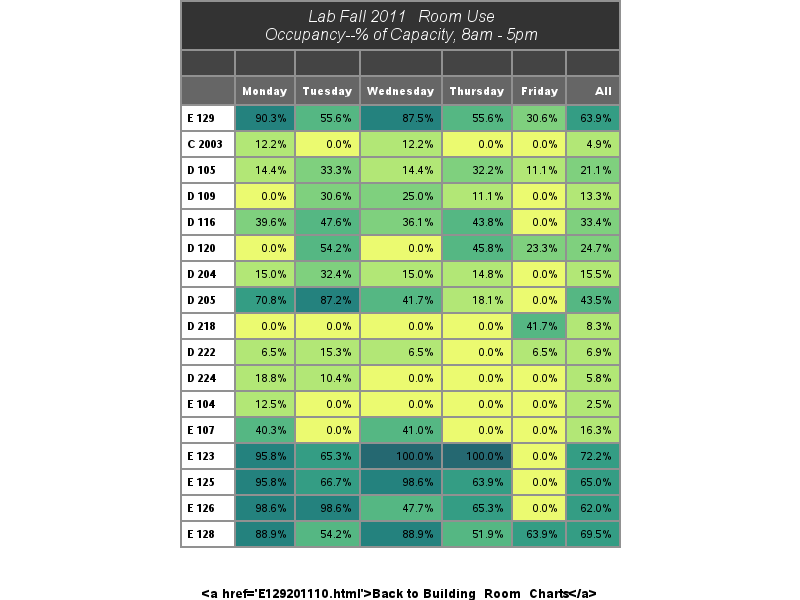 Lab Fall 2011 Room Use
Occupancy--% of Capacity, 8am - 5pm
Monday Tuesday Wednesday Thursday Friday All
E 129 90.3% 55.6% 87.5% 55.6% 30.6% 63.9%
C 2003 12.2% 0.0% 12.2% 0.0% 0.0% 4.9%
D 105 14.4% 33.3% 14.4% 32.2% 11.1% 21.1%
D 109 0.0% 30.6% 25.0% 11.1% 0.0% 13.3%
D 116 39.6% 47.6% 36.1% 43.8% 0.0% 33.4%
D 120 0.0% 54.2% 0.0% 45.8% 23.3% 24.7%
D 204 15.0% 32.4% 15.0% 14.8% 0.0% 15.5%
D 205 70.8% 87.2% 41.7% 18.1% 0.0% 43.5%
D 218 0.0% 0.0% 0.0% 0.0% 41.7% 8.3%
D 222 6.5% 15.3% 6.5% 0.0% 6.5% 6.9%
D 224 18.8% 10.4% 0.0% 0.0% 0.0% 5.8%
E 104 12.5% 0.0% 0.0% 0.0% 0.0% 2.5%
E 107 40.3% 0.0% 41.0% 0.0% 0.0% 16.3%
E 123 95.8% 65.3% 100.0% 100.0% 0.0% 72.2%
E 125 95.8% 66.7% 98.6% 63.9% 0.0% 65.0%
E 126 98.6% 98.6% 47.7% 65.3% 0.0% 62.0%
E 128 88.9% 54.2% 88.9% 51.9% 63.9% 69.5%
<a href='E129201110.html'>Back to Building Room Charts</a>